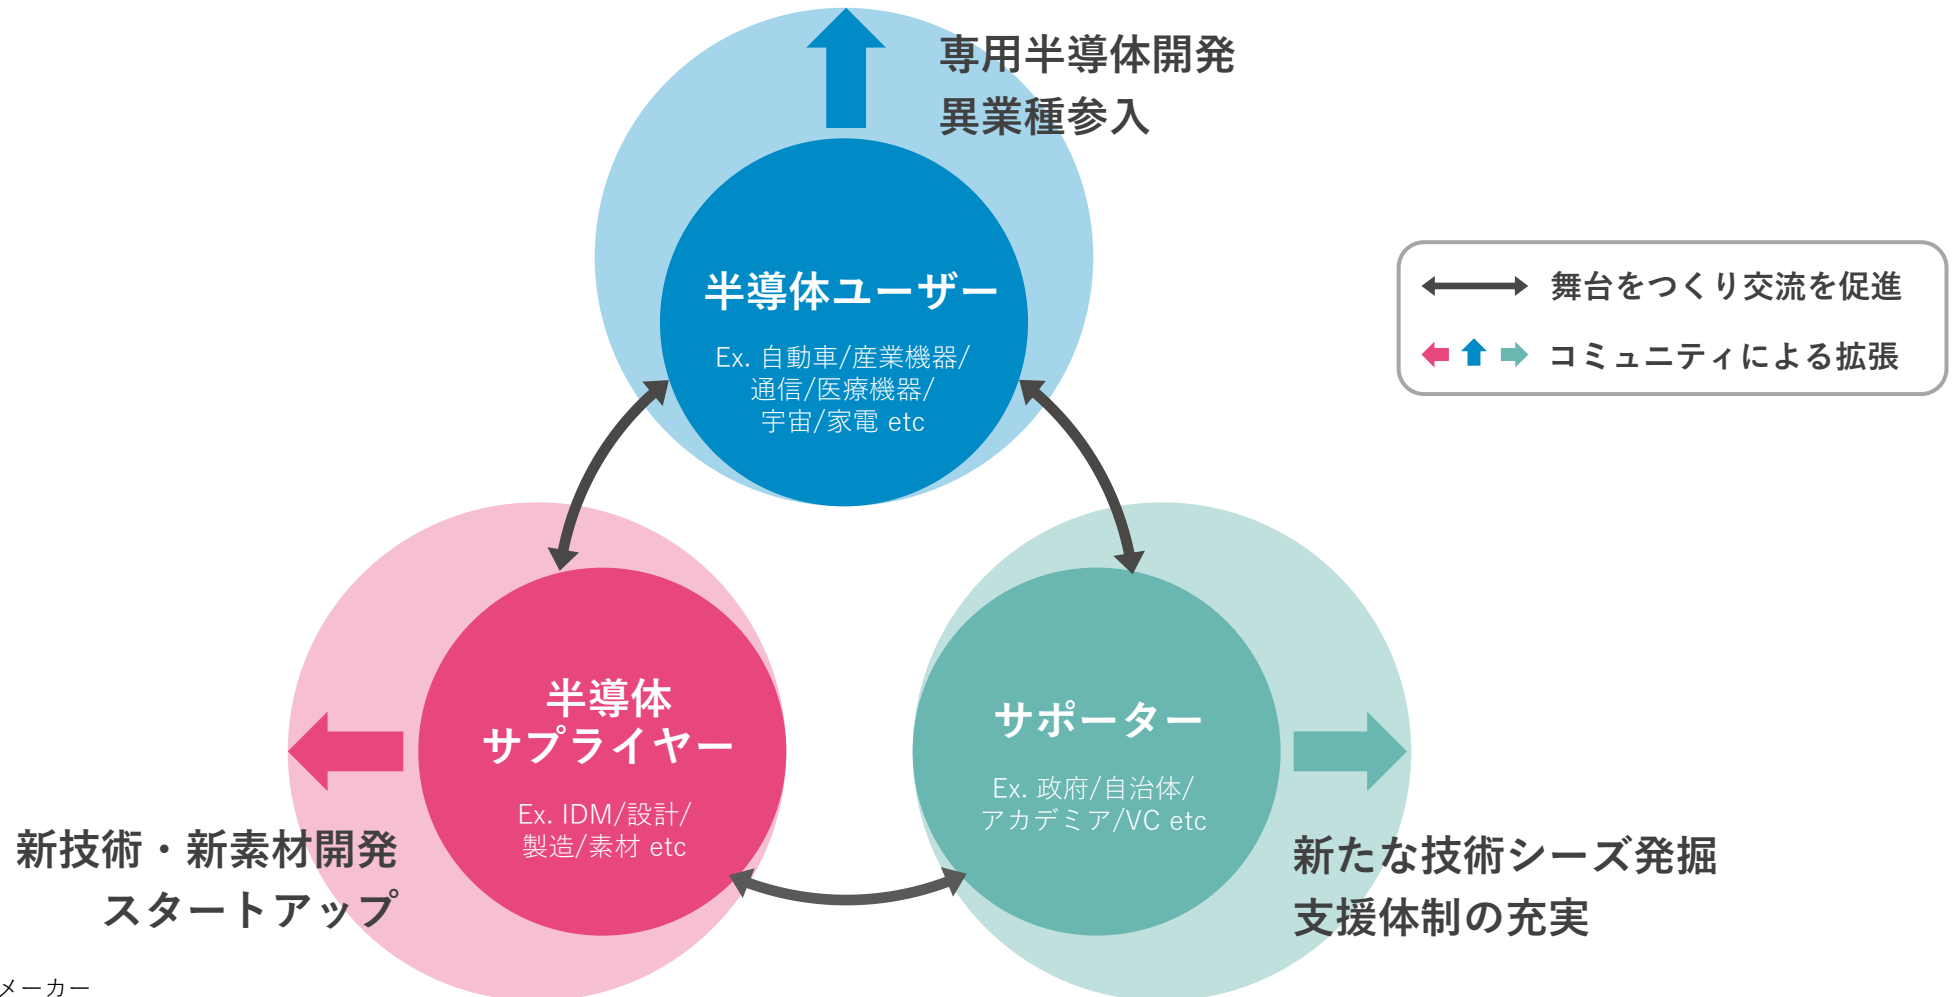 専用半導体開発
異業種参入
半導体ユーザー
Ex. 自動車/産業機器/
通信/医療機器/
宇宙/家電 etc
舞台をつくり交流を促進
コミュニティによる拡張
半導体
サプライヤー
Ex. IDM/設計/
製造/素材 etc
サポーター
Ex. 政府/自治体/
アカデミア/VC etc
新技術・新素材開発
スタートアップ
新たな技術シーズ発掘
支援体制の充実
メーカー